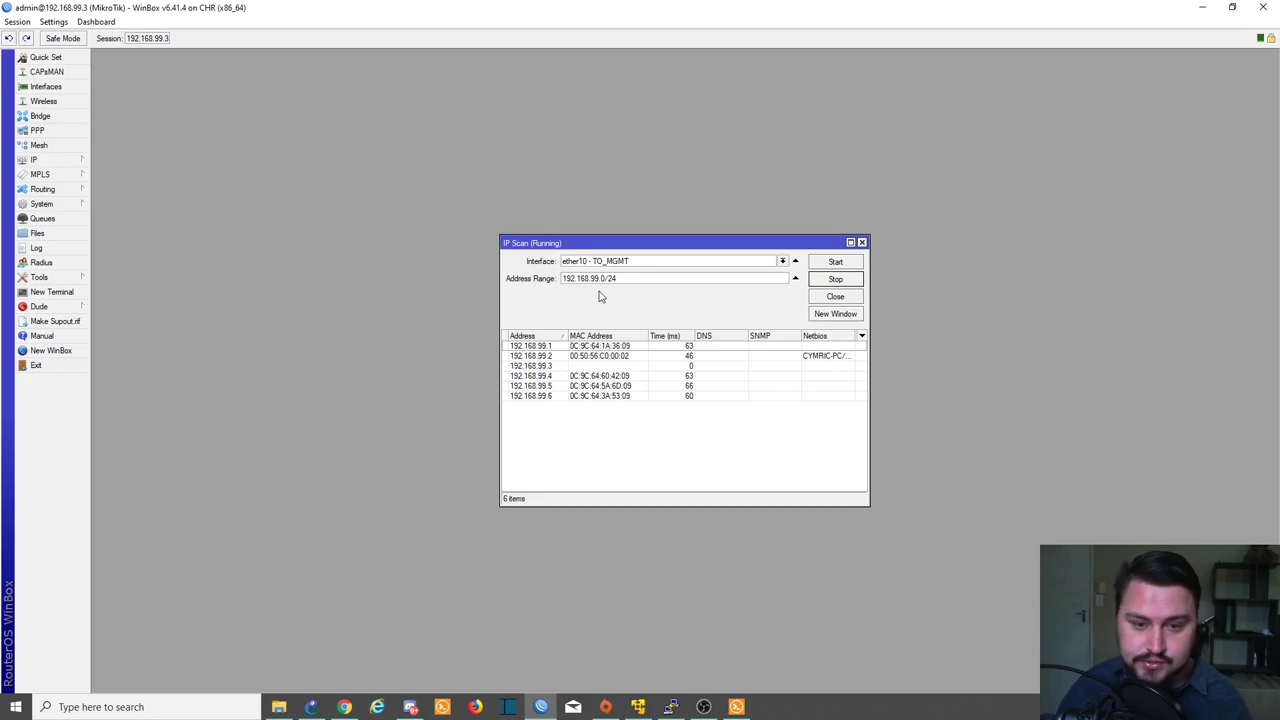 admin@192.168.99.3 (MikroTik) - WinBox v6.41.4 on CHR (x86_64)
Session Settings Dashboard
Safe Mode Session: 192.168.99.3
Quick Set
CAPsMAN
Interfaces
Wireless
Bridge
PPP
Mesh
IP
MPLS
Routing
System
Queues
Files
Log
Radius
Tools
New Terminal
Dude
Make Supout.rif
Manual
New WinBox
Exit
RouterOS WinBox
IP Scan (Running)
Interface: ether10 - TO_MGMT Start
Address Range: 192.168.99.0/24 Stop
Close
New Window
Address MAC Address Time (ms) DNS SNMP Netbios
192.168.99.1 0C:9C:64:1A:36:09 63
192.168.99.2 00:50:56:C0:00:02 46 CYMRIC-PC/...
192.168.99.3 0
192.168.99.4 0C:9C:64:60:42:09 63
192.168.99.5 0C:9C:64:5A:6D:09 66
192.168.99.6 0C:9C:64:3A:53:09 60
6 items
Type here to search